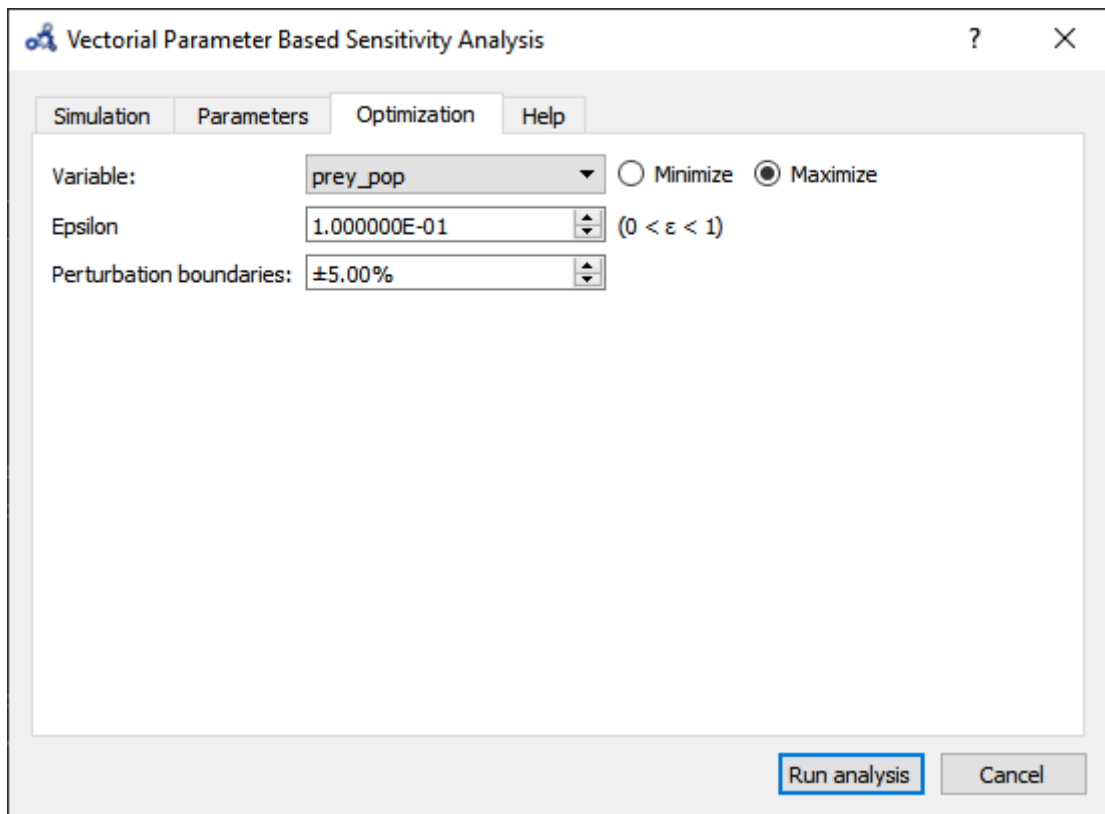 Vectorial Parameter Based Sensitivity Analysis ?
Simulation Parameters Optimization Help
Variable: prey_pop Minimize Maximize
Epsilon 1.000000E-01 (0 < ε < 1)
Perturbation boundaries: ±5.00%
Run analysis Cancel